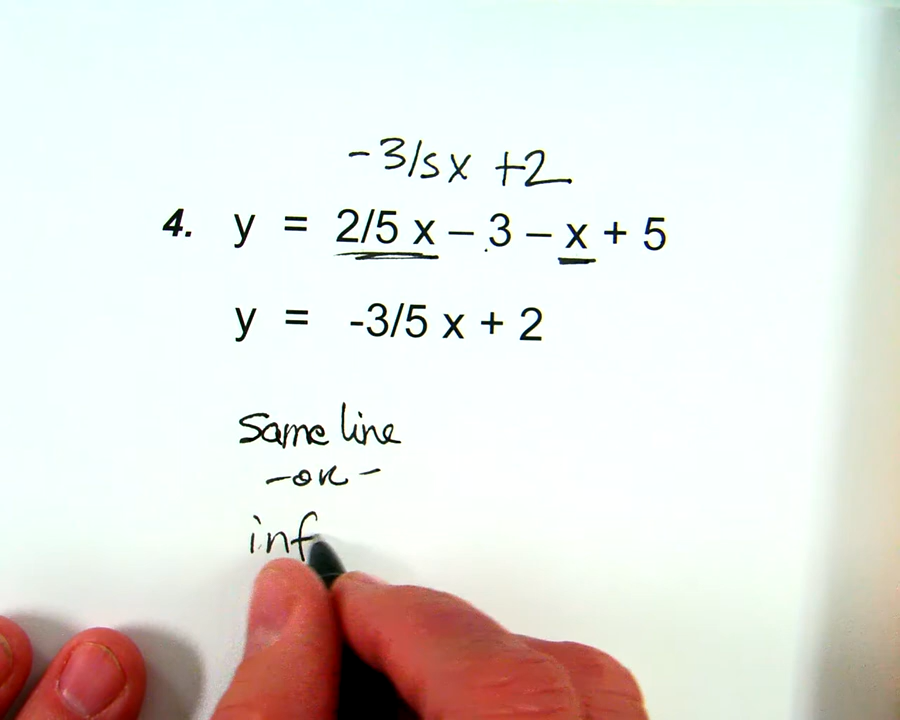 -3/5x +2
4. y = 2/5 x – 3 – x + 5
y = -3/5 x + 2
Same line
-or-
inf